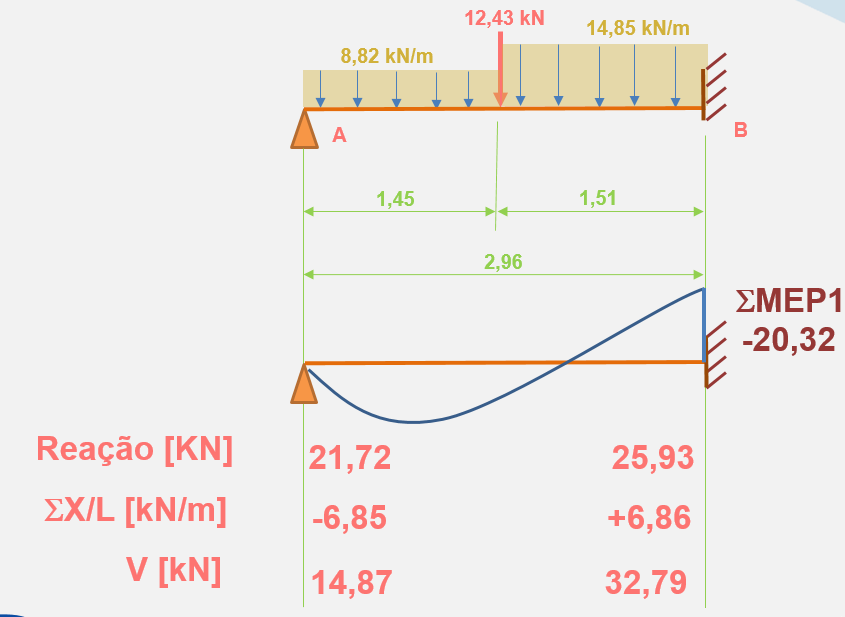 12,43 kN
8,82 kN/m
14,85 kN/m
A
B
1,45
1,51
2,96
ΣMEP1
-20,32
Reação [KN]
21,72
25,93
ΣX/L [kN/m]
-6,85
+6,86
V [kN]
14,87
32,79